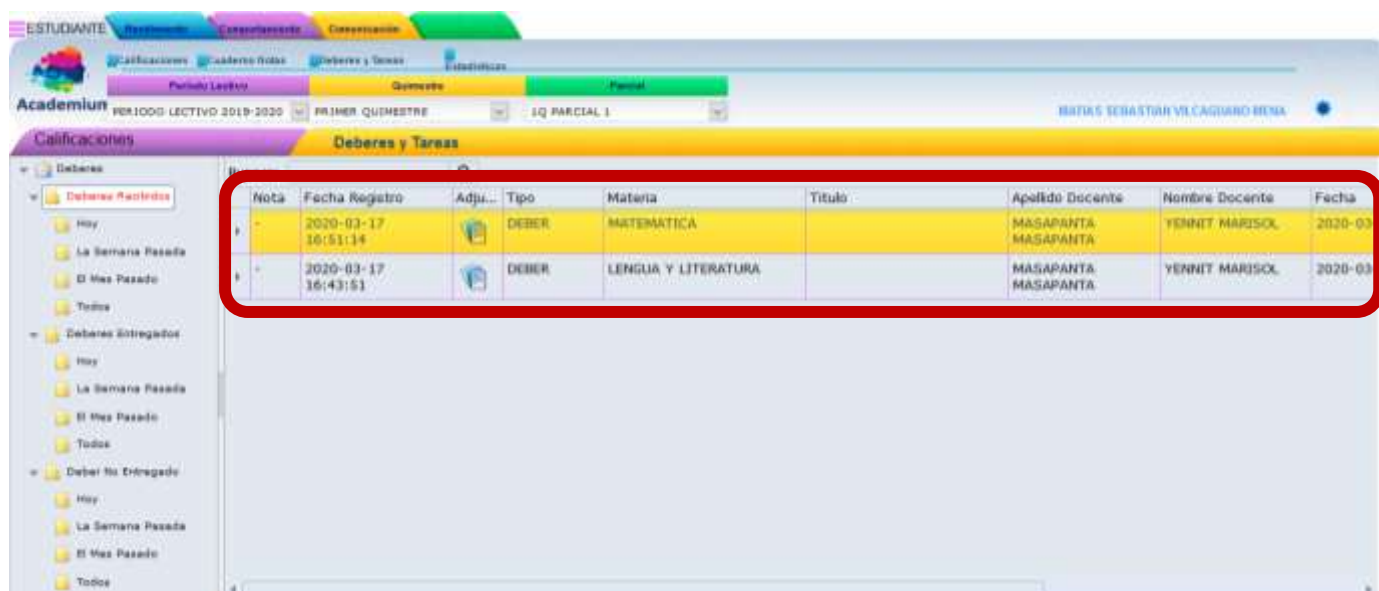 ESTUDIANTE Rendimiento Comportamiento Comunicación
Calificaciones Cuaderno Notas Deberes y Tareas Estadísticas
Periodo Lectivo Quimestre Parcial
Academium PERIODO LECTIVO 2019-2020 PRIMER QUIMESTRE 1Q PARCIAL 1
Calificaciones Deberes y Tareas
Deberes
Deberes Recibidos
Hoy
La Semana Pasada
El Mes Pasado
Todos
Deberes Entregados
Hoy
La Semana Pasada
El Mes Pasado
Todos
Deber No Entregado
Hoy
La Semana Pasada
El Mes Pasado
Todos
Nota Fecha Registro Adju... Tipo Materia Titulo Apellido Docente Nombre Docente Fecha
- 2020-03-17 DEBER MATEMATICA MASAPANTA YENNIT MARISOL 2020-03
16:51:14 MASAPANTA
- 2020-03-17 DEBER LENGUA Y LITERATURA MASAPANTA YENNIT MARISOL 2020-03
16:43:51 MASAPANTA